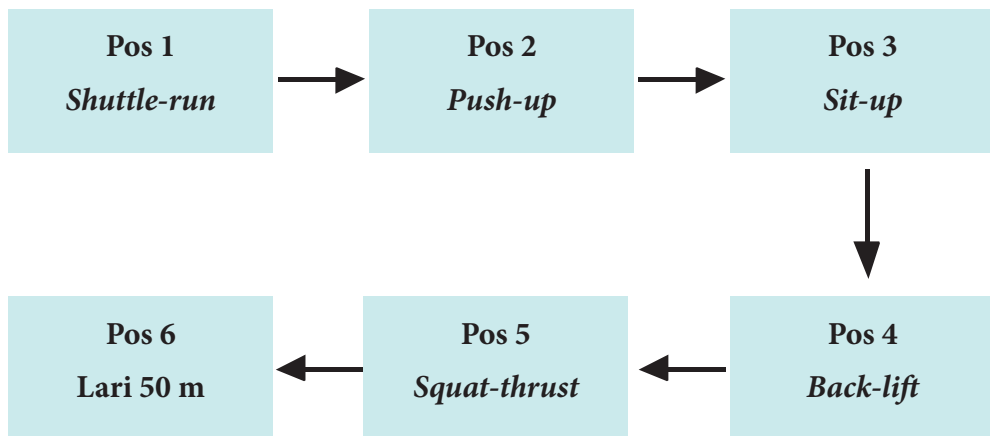 Pos 1
Shuttle-run
Pos 2
Push-up
Pos 3
Sit-up
Pos 4
Back-lift
Pos 5
Squat-thrust
Pos 6
Lari 50 m